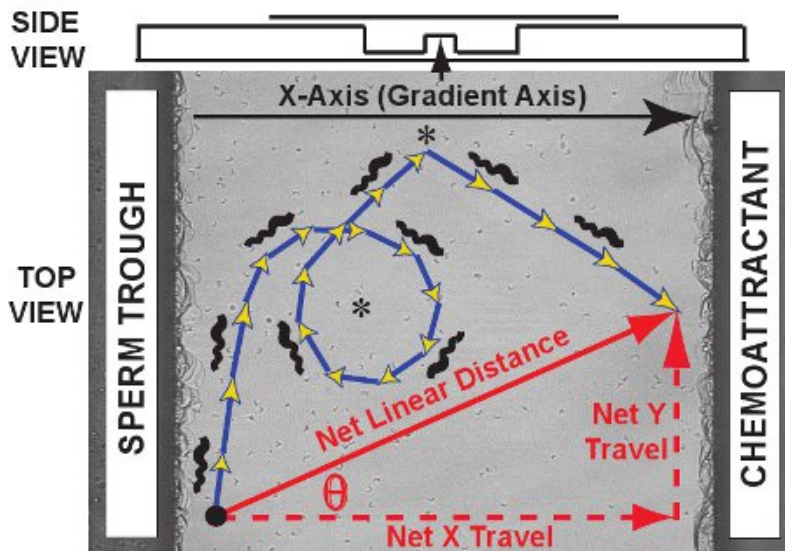 SIDE
VIEW
X-Axis (Gradient Axis)
*
*
TOP
VIEW
SPERM TROUGH
CHEMOATTRACTANT
Net Linear Distance
Net Y
Travel
θ
Net X Travel